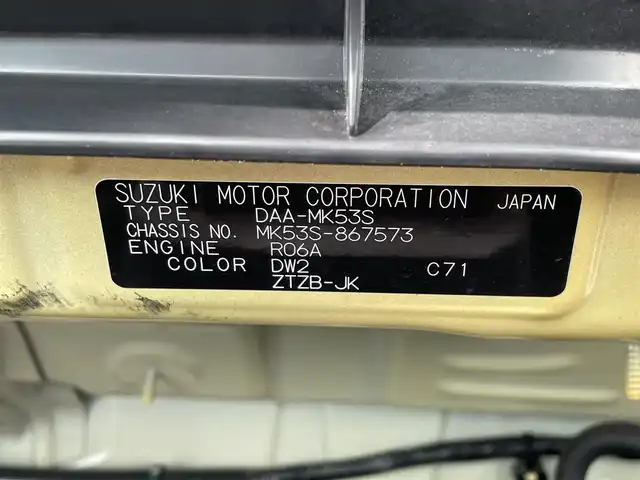 SUZUKI MOTOR CORPORATION JAPAN
TYPE DAA-MK53S
CHASSIS NO. MK53S-867573
ENGINE R06A
COLOR DW2 C71
ZTZB-JK